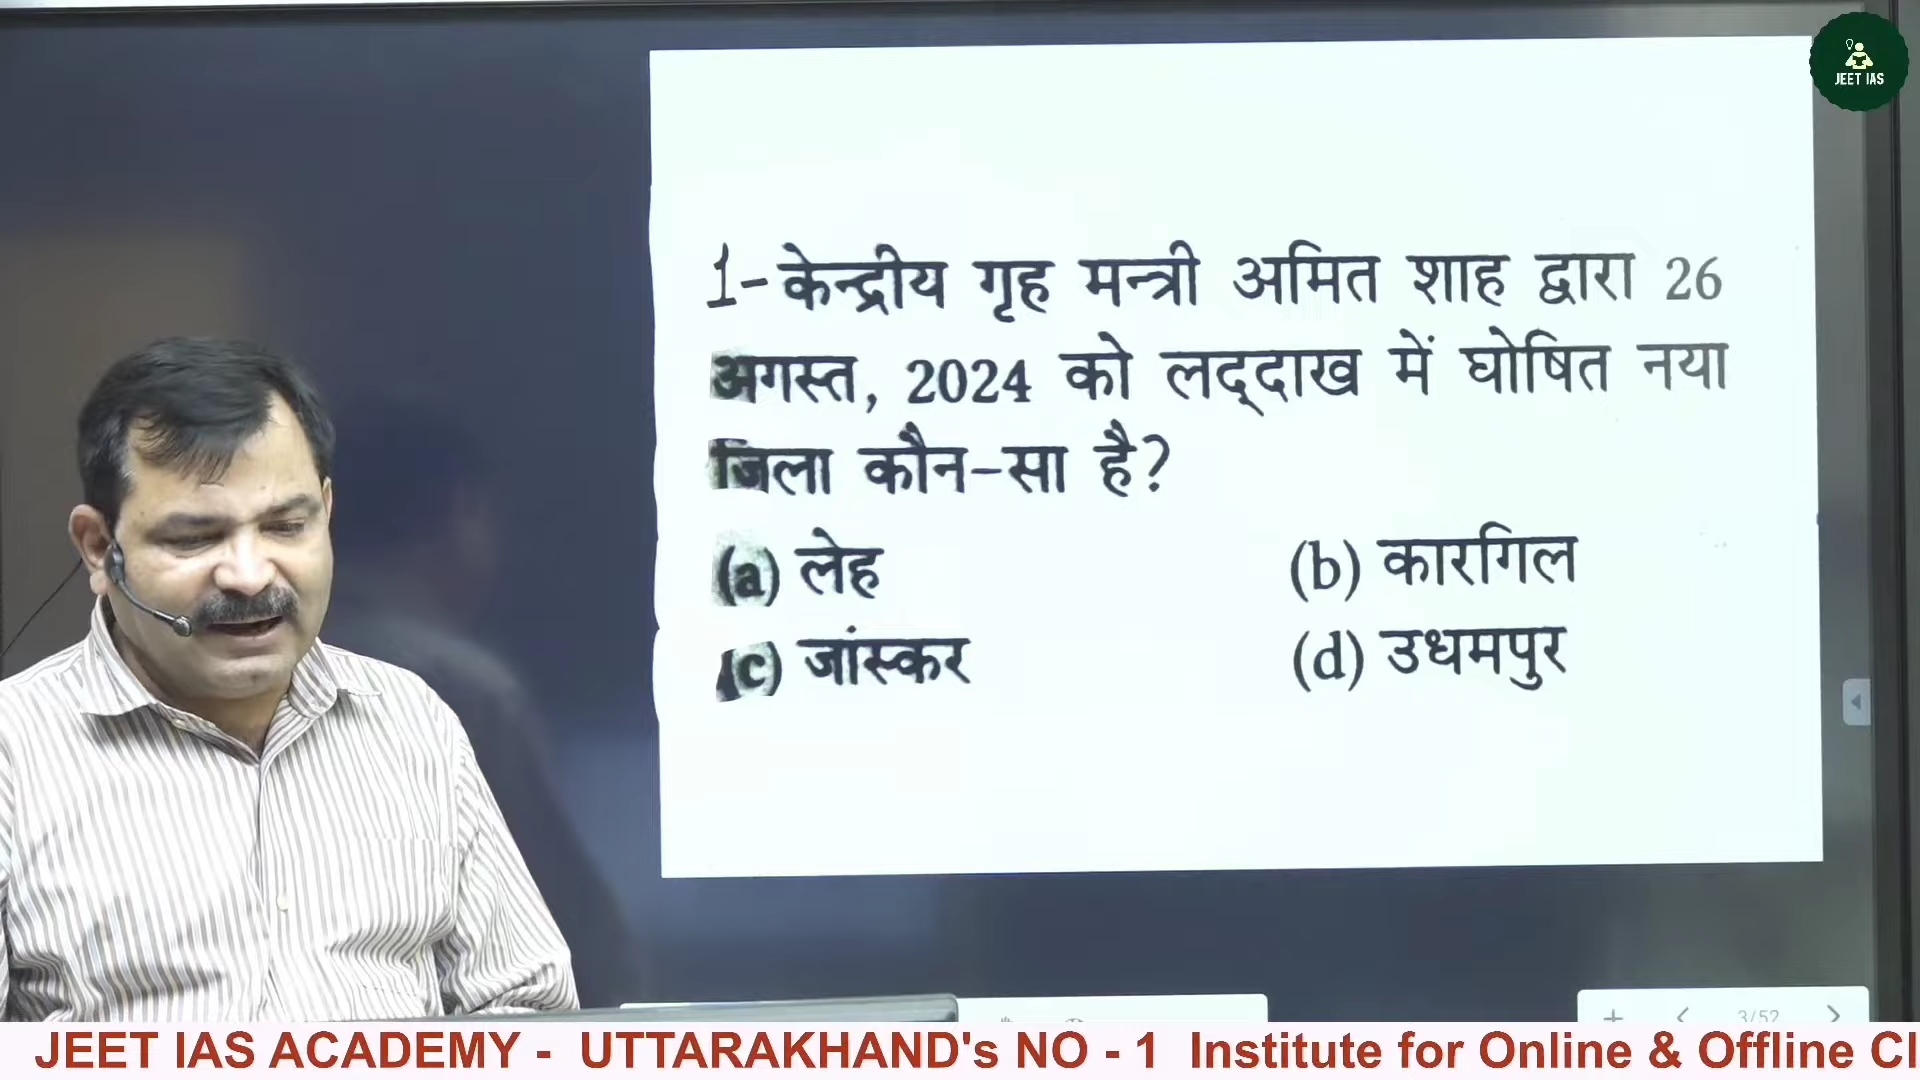 JEET IAS
1-केन्द्रीय गृह मन्त्री अमित शाह द्वारा 26
अगस्त, 2024 को लद्दाख में घोषित नया
जिला कौन-सा है?
(a) लेह (b) कारगिल
(c) जांस्कर (d) उधमपुर
3/52
JEET IAS ACADEMY - UTTARAKHAND's NO - 1 Institute for Online & Offline Cl